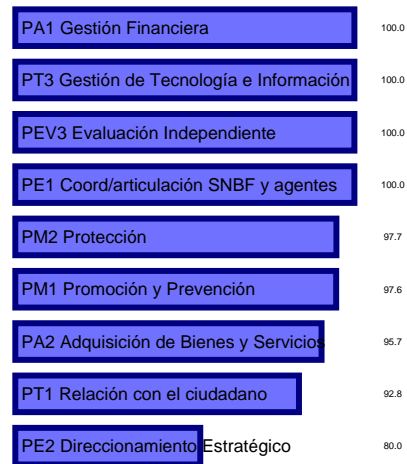 PA1 Gestión Financiera 100.0
PT3 Gestión de Tecnología e Información 100.0
PEV3 Evaluación Independiente 100.0
PE1 Coord/articulación SNBF y agentes 100.0
PM2 Protección 97.7
PM1 Promoción y Prevención 97.6
PA2 Adquisición de Bienes y Servicios 95.7
PT1 Relación con el ciudadano 92.8
PE2 Direccionamiento Estratégico 80.0